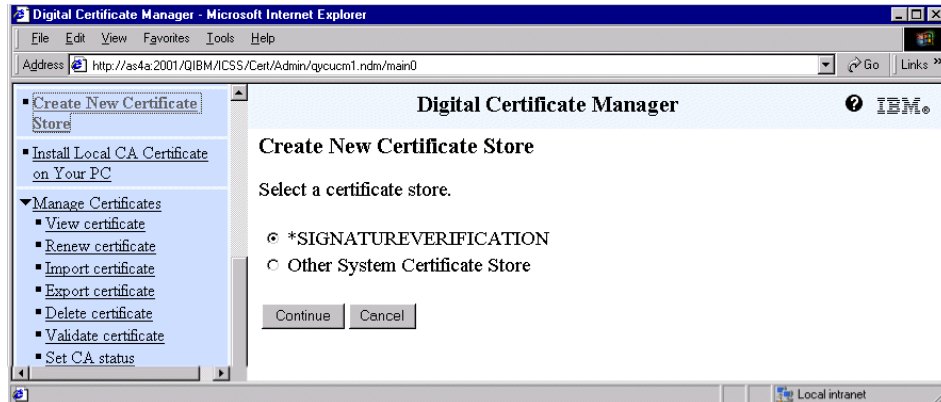 Digital Certificate Manager - Microsoft Internet Explorer
File Edit View Favorites Tools Help
Address http://as4a:2001/QIBM/ICSS/Cert/Admin/qycucm1.ndm/main0 Go Links »
Create New Certificate
Store
Install Local CA Certificate
on Your PC
Manage Certificates
View certificate
Renew certificate
Import certificate
Export certificate
Delete certificate
Validate certificate
Set CA status
Digital Certificate Manager
IBM®
Create New Certificate Store
Select a certificate store.
*SIGNATUREVERIFICATION
Other System Certificate Store
Continue Cancel
Local intranet